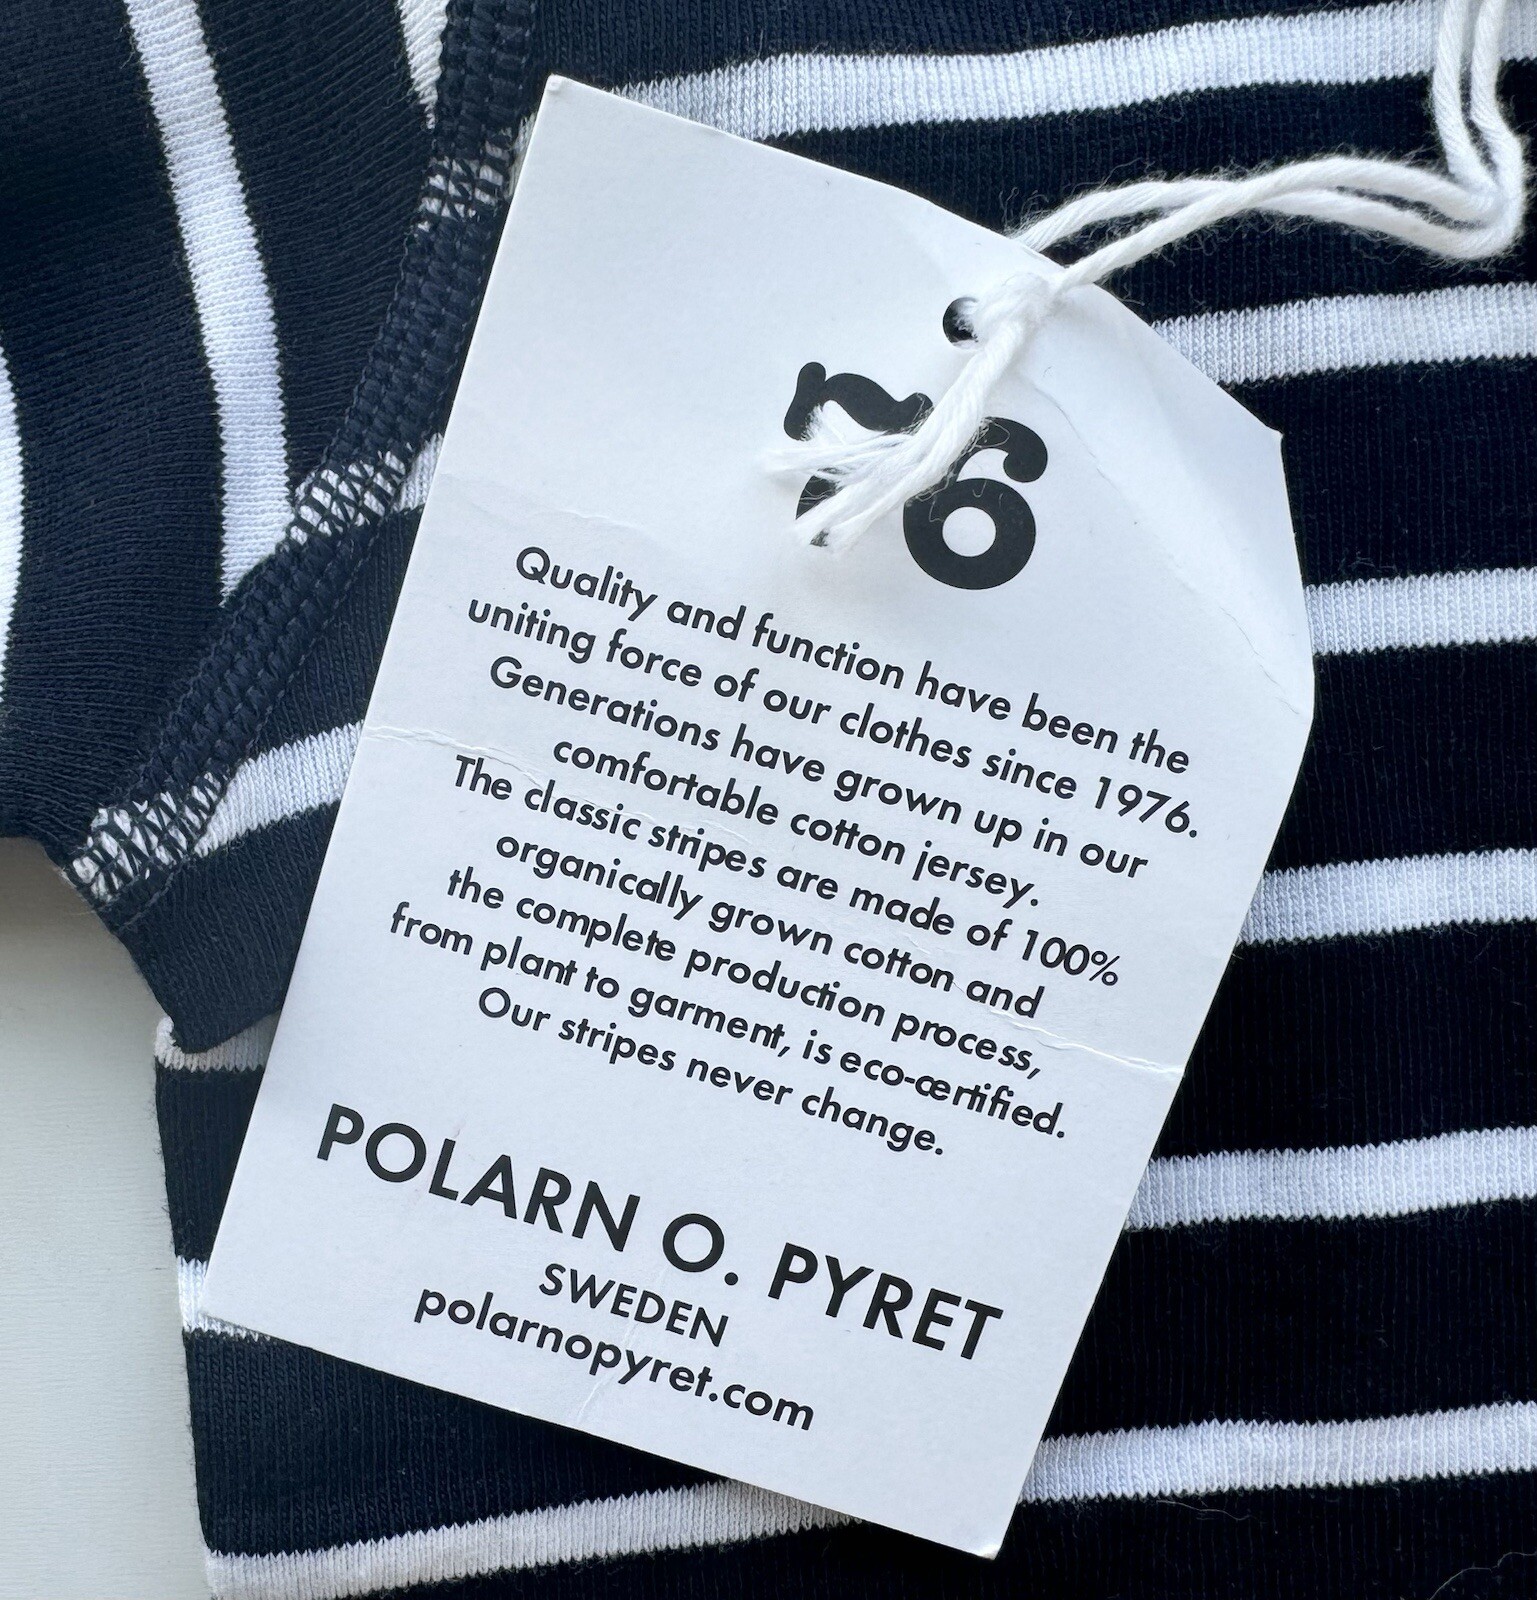 76
Quality and function have been the
uniting force of our clothes since 1976.
Generations have grown up in our
comfortable cotton jersey.
The classic stripes are made of 100%
organically grown cotton and
the complete production process,
from plant to garment, is eco-certified.
Our stripes never change.
POLARN O. PYRET
SWEDEN
polarnopyret.com